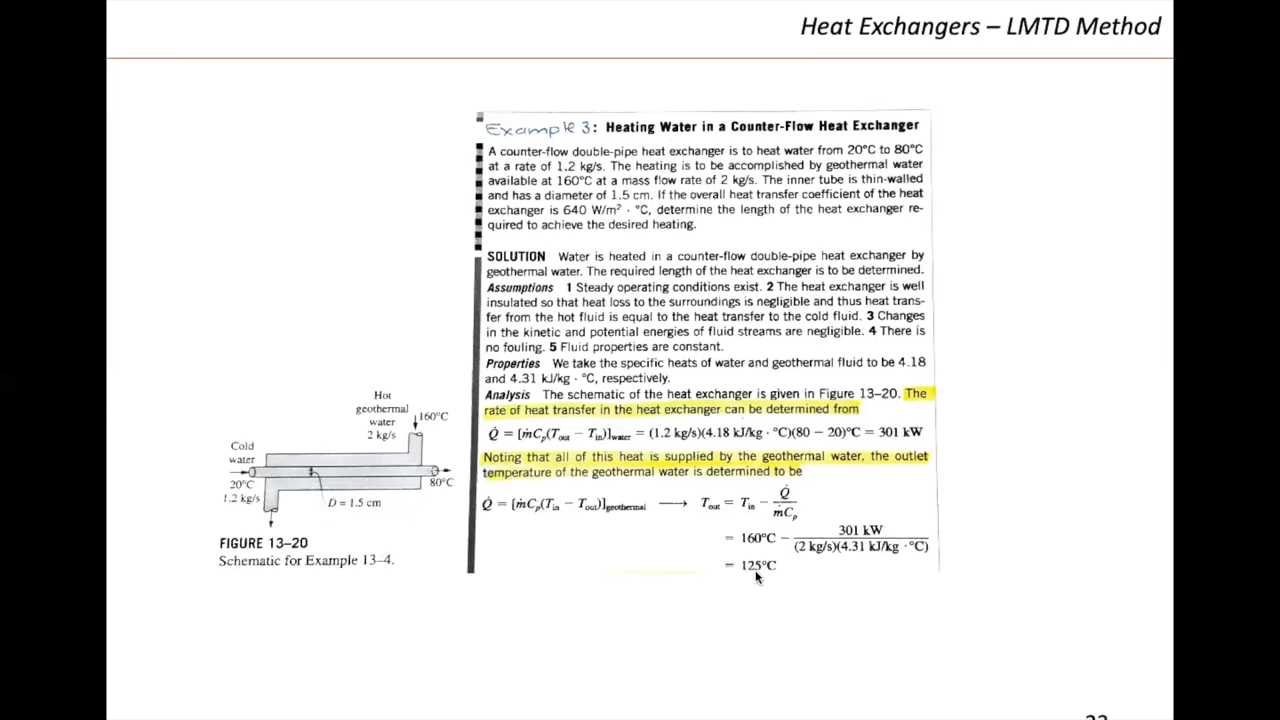 Heat Exchangers – LMTD Method
Example 3: Heating Water in a Counter-Flow Heat Exchanger
A counter-flow double-pipe heat exchanger is to heat water from 20°C to 80°C
at a rate of 1.2 kg/s. The heating is to be accomplished by geothermal water
available at 160°C at a mass flow rate of 2 kg/s. The inner tube is thin-walled
and has a diameter of 1.5 cm. If the overall heat transfer coefficient of the heat
exchanger is 640 W/m² · °C, determine the length of the heat exchanger re-
quired to achieve the desired heating.
SOLUTION Water is heated in a counter-flow double-pipe heat exchanger by
geothermal water. The required length of the heat exchanger is to be determined.
Assumptions 1 Steady operating conditions exist. 2 The heat exchanger is well
insulated so that heat loss to the surroundings is negligible and thus heat trans-
fer from the hot fluid is equal to the heat transfer to the cold fluid. 3 Changes
in the kinetic and potential energies of fluid streams are negligible. 4 There is
no fouling. 5 Fluid properties are constant.
Properties We take the specific heats of water and geothermal fluid to be 4.18
and 4.31 kJ/kg · °C, respectively.
Analysis The schematic of the heat exchanger is given in Figure 13–20. The
rate of heat transfer in the heat exchanger can be determined from
Q̇ = [ṁCp(Tout − Tin)]water = (1.2 kg/s)(4.18 kJ/kg · °C)(80 − 20)°C = 301 kW
Noting that all of this heat is supplied by the geothermal water, the outlet
temperature of the geothermal water is determined to be
Q̇ = [ṁCp(Tin − Tout)]geothermal ⟶ Tout = Tin − Q̇/ṁCp
= 160°C − 301 kW/(2 kg/s)(4.31 kJ/kg · °C)
= 125°C
Hot
geothermal
water
2 kg/s
160°C
Cold
water
20°C
1.2 kg/s
80°C
D = 1.5 cm
FIGURE 13–20
Schematic for Example 13–4.